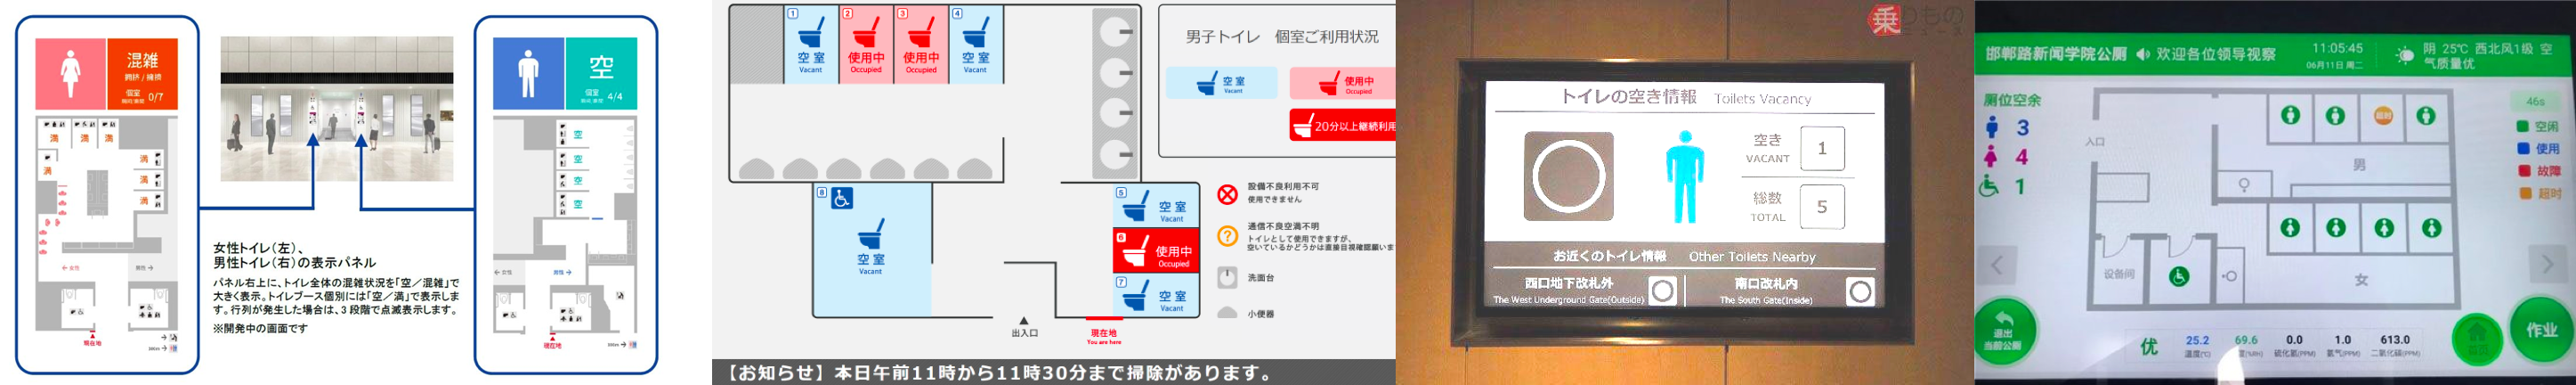 混雑
拥挤 / 擁擠
個室
0/7
満 満 満
満
満
満
満
← 女性
男性 →
現在地
女性トイレ（左）、
男性トイレ（右）の表示パネル
パネル右上に、トイレ全体の混雑状況を「空／混雑」で
大きく表示。トイレブース個別には「空／満」で表示しま
す。行列が発生した場合は、3段階で点滅表示します。
※開発中の画面です
空
個室
4/4
空
空
空
空
← 女性
男性 →
現在地
1
空室
Vacant
2
使用中
Occupied
3
使用中
Occupied
4
空室
Vacant
男子トイレ　個室ご利用状況
空室
Vacant
使用中
Occupied
20分以上継続利用
8
空室
Vacant
5
空室
Vacant
6
使用中
Occupied
7
空室
Vacant
設備不良利用不可
使用できません
通信不良空満不明
トイレとして使用できますが、
空いているかどうかは直接目視確認願いま
洗面台
小便器
出入口
現在地
You are here
【お知らせ】本日午前11時から11時30分まで掃除があります。
乗りもの
ニュース
トイレの空き情報 Toilets Vacancy
空き
VACANT
1
総数
TOTAL
5
お近くのトイレ情報 Other Toilets Nearby
西口地下改札外
The West Underground Gate(Outside)
南口改札内
The South Gate(Inside)
邯郸路新闻学院公厕
欢迎各位领导视察
11:05:45
06月11日 周二
阴 25℃ 西北风1级 空
气质量优
厕位空余
3
4
1
入口
超时
男
女
设备间
46s
空闲
使用
故障
超时
退出
当前公厕
作业
首页
优
25.2
温度(℃)
69.6
湿度(%RH)
0.0
硫化氢(PPM)
1.0
氨气(PPM)
613.0
二氧化碳(PPM)